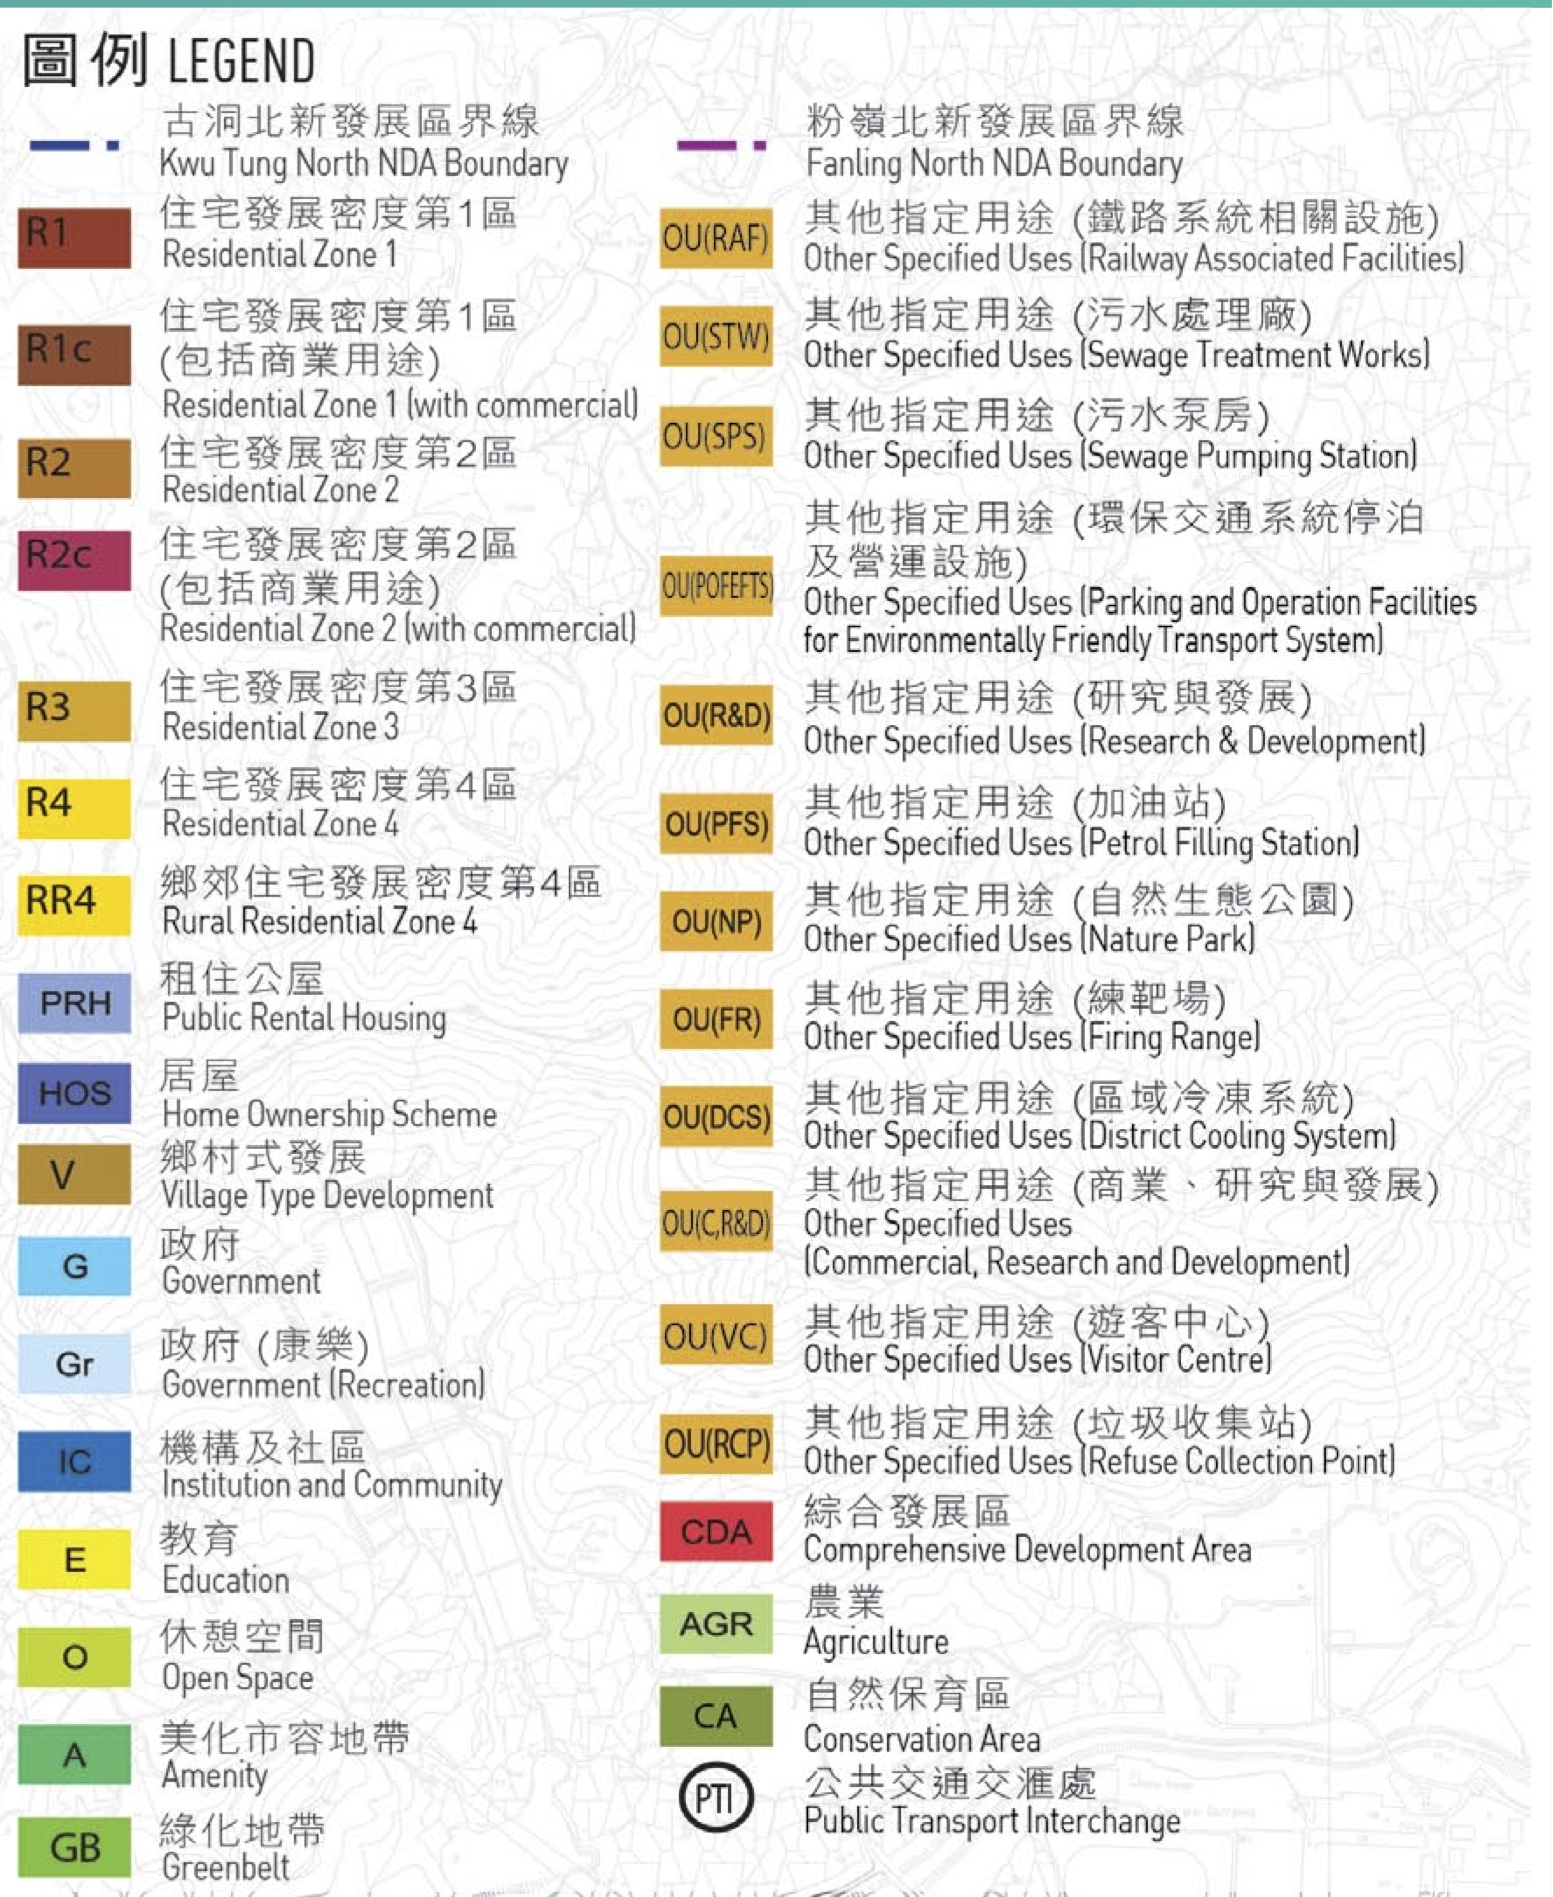 圖例 LEGEND
古洞北新發展區界線
Kwu Tung North NDA Boundary
R1
住宅發展密度第1區
Residential Zone 1
R1c
住宅發展密度第1區
(包括商業用途)
Residential Zone 1 (with commercial)
R2
住宅發展密度第2區
Residential Zone 2
R2c
住宅發展密度第2區
(包括商業用途)
Residential Zone 2 (with commercial)
R3
住宅發展密度第3區
Residential Zone 3
R4
住宅發展密度第4區
Residential Zone 4
RR4
鄉郊住宅發展密度第4區
Rural Residential Zone 4
PRH
租住公屋
Public Rental Housing
HOS
居屋
Home Ownership Scheme
V
鄉村式發展
Village Type Development
G
政府
Government
Gr
政府 (康樂)
Government (Recreation)
IC
機構及社區
Institution and Community
E
教育
Education
O
休憩空間
Open Space
A
美化市容地帶
Amenity
GB
綠化地帶
Greenbelt
粉嶺北新發展區界線
Fanling North NDA Boundary
OU(RAF)
其他指定用途 (鐵路系統相關設施)
Other Specified Uses (Railway Associated Facilities)
OU(STW)
其他指定用途 (污水處理廠)
Other Specified Uses (Sewage Treatment Works)
OU(SPS)
其他指定用途 (污水泵房)
Other Specified Uses (Sewage Pumping Station)
OU(POFEFTS)
其他指定用途 (環保交通系統停泊
及營運設施)
Other Specified Uses (Parking and Operation Facilities
for Environmentally Friendly Transport System)
OU(R&D)
其他指定用途 (研究與發展)
Other Specified Uses (Research & Development)
OU(PFS)
其他指定用途 (加油站)
Other Specified Uses (Petrol Filling Station)
OU(NP)
其他指定用途 (自然生態公園)
Other Specified Uses (Nature Park)
OU(FR)
其他指定用途 (練靶場)
Other Specified Uses (Firing Range)
OU(DCS)
其他指定用途 (區域冷凍系統)
Other Specified Uses (District Cooling System)
OU(C,R&D)
其他指定用途 (商業、研究與發展)
Other Specified Uses
(Commercial, Research and Development)
OU(VC)
其他指定用途 (遊客中心)
Other Specified Uses (Visitor Centre)
OU(RCP)
其他指定用途 (垃圾收集站)
Other Specified Uses (Refuse Collection Point)
CDA
綜合發展區
Comprehensive Development Area
AGR
農業
Agriculture
CA
自然保育區
Conservation Area
PTI
公共交通交滙處
Public Transport Interchange